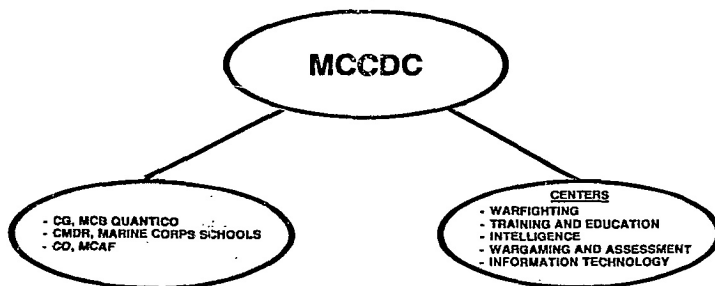 MCCDC
- CG, MCB QUANTICO
- CMDR, MARINE CORPS SCHOOLS
- CO, MCAF
CENTERS
- WARFIGHTING
- TRAINING AND EDUCATION
- INTELLIGENCE
- WARGAMING AND ASSESSMENT
- INFORMATION TECHNOLOGY